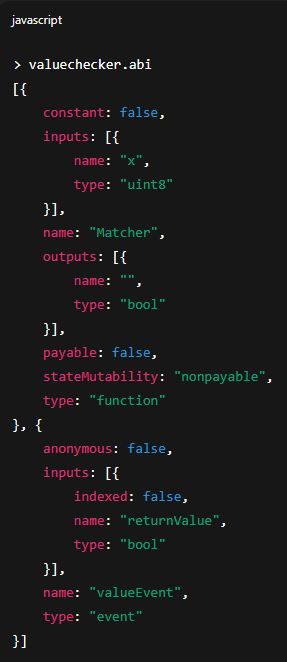 javascript
> valuechecker.abi
[{
    constant: false,
    inputs: [{
        name: "x",
        type: "uint8"
    }],
    name: "Matcher",
    outputs: [{
        name: "",
        type: "bool"
    }],
    payable: false,
    stateMutability: "nonpayable",
    type: "function"
}, {
    anonymous: false,
    inputs: [{
        indexed: false,
        name: "returnValue",
        type: "bool"
    }],
    name: "valueEvent",
    type: "event"
}]